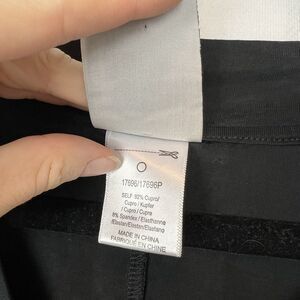 17696/17696P
SELF: 92% Cupro/
Cupro / Kupfer
/ Cupro / Cupro
8% Spandex / Elasthanne
/Elastan/Elastan/Elastano
MADE IN CHINA
FABRIQUÉ EN CHINE